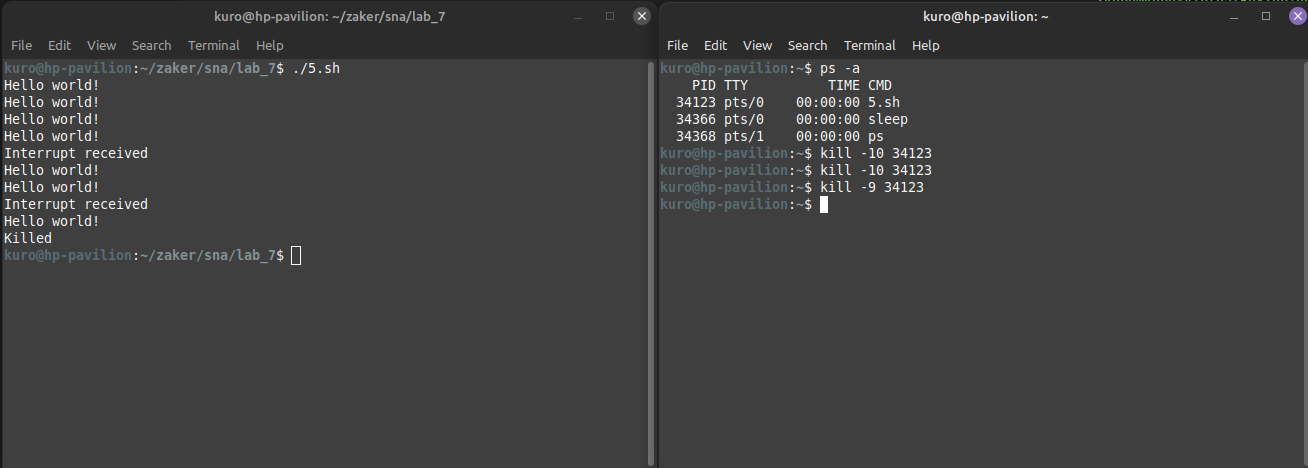 kuro@hp-pavilion: ~/zaker/sna/lab_7
File Edit View Search Terminal Help
kuro@hp-pavilion:~/zaker/sna/lab_7$ ./5.sh
Hello world!
Hello world!
Hello world!
Hello world!
Interrupt received
Hello world!
Hello world!
Interrupt received
Hello world!
Killed
kuro@hp-pavilion:~/zaker/sna/lab_7$
kuro@hp-pavilion: ~
File Edit View Search Terminal Help
kuro@hp-pavilion:~$ ps -a
    PID TTY          TIME CMD
  34123 pts/0    00:00:00 5.sh
  34366 pts/0    00:00:00 sleep
  34368 pts/1    00:00:00 ps
kuro@hp-pavilion:~$ kill -10 34123
kuro@hp-pavilion:~$ kill -10 34123
kuro@hp-pavilion:~$ kill -9 34123
kuro@hp-pavilion:~$